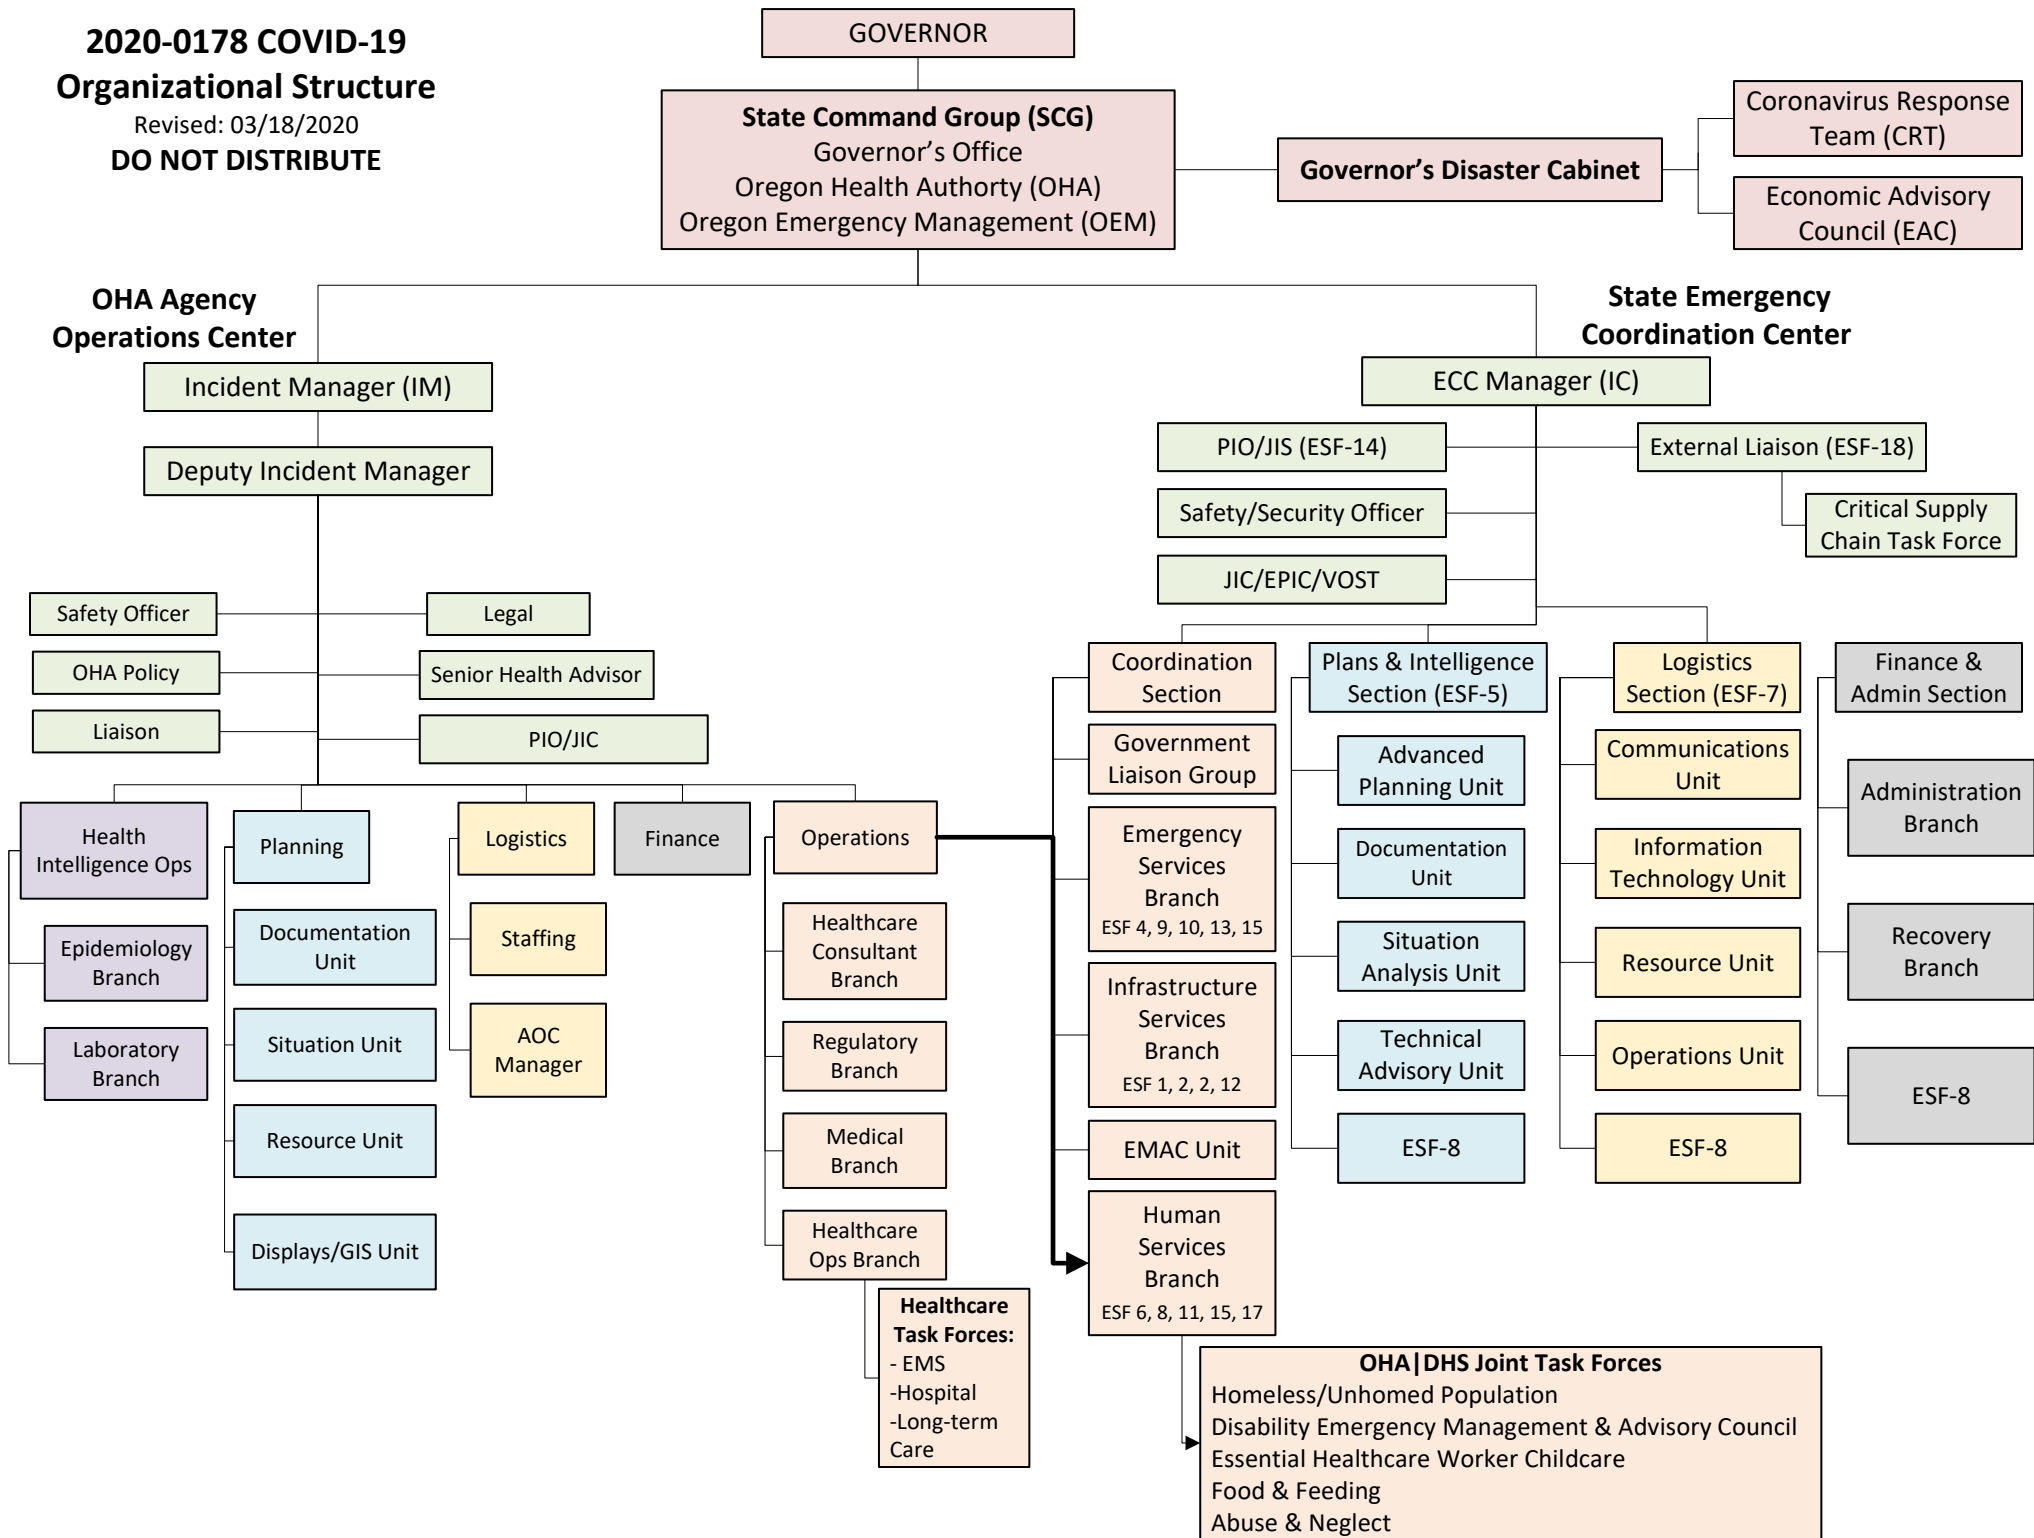 2020-0178 COVID-19
Organizational Structure
Revised: 03/18/2020
DO NOT DISTRIBUTE
GOVERNOR
State Command Group (SCG)
Governor's Office
Oregon Health Authorty (OHA)
Oregon Emergency Management (OEM)
Governor's Disaster Cabinet
Coronavirus Response
Team (CRT)
Economic Advisory
Council (EAC)
OHA Agency
Operations Center
Incident Manager (IM)
Deputy Incident Manager
Safety Officer
Legal
OHA Policy
Senior Health Advisor
Liaison
PIO/JIC
Health
Intelligence Ops
Epidemiology
Branch
Laboratory
Branch
Planning
Documentation
Unit
Situation Unit
Resource Unit
Displays/GIS Unit
Logistics
Staffing
AOC
Manager
Finance
Operations
Healthcare
Consultant
Branch
Regulatory
Branch
Medical
Branch
Healthcare
Ops Branch
Healthcare
Task Forces:
- EMS
-Hospital
-Long-term
Care
State Emergency
Coordination Center
ECC Manager (IC)
PIO/JIS (ESF-14)
External Liaison (ESF-18)
Safety/Security Officer
Critical Supply
Chain Task Force
JIC/EPIC/VOST
Coordination
Section
Government
Liaison Group
Emergency
Services
Branch
ESF 4, 9, 10, 13, 15
Infrastructure
Services
Branch
ESF 1, 2, 2, 12
EMAC Unit
Human
Services
Branch
ESF 6, 8, 11, 15, 17
OHA|DHS Joint Task Forces
Homeless/Unhomed Population
Disability Emergency Management & Advisory Council
Essential Healthcare Worker Childcare
Food & Feeding
Abuse & Neglect
Plans & Intelligence
Section (ESF-5)
Advanced
Planning Unit
Documentation
Unit
Situation
Analysis Unit
Technical
Advisory Unit
ESF-8
Logistics
Section (ESF-7)
Communications
Unit
Information
Technology Unit
Resource Unit
Operations Unit
ESF-8
Finance &
Admin Section
Administration
Branch
Recovery
Branch
ESF-8